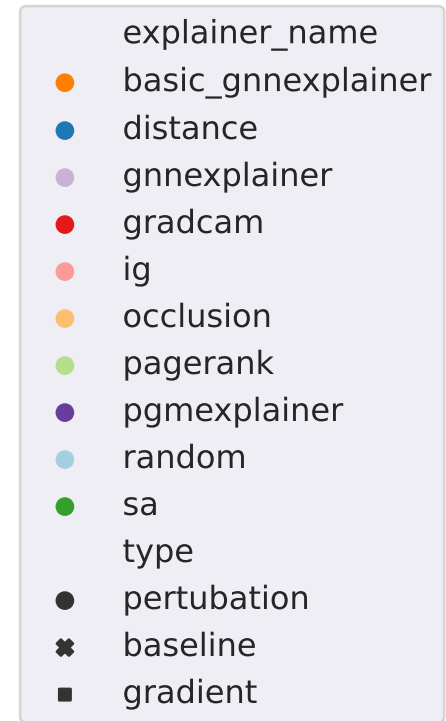 explainer_name
basic_gnnexplainer
distance
gnnexplainer
gradcam
ig
occlusion
pagerank
pgmexplainer
random
sa
type
pertubation
baseline
gradient